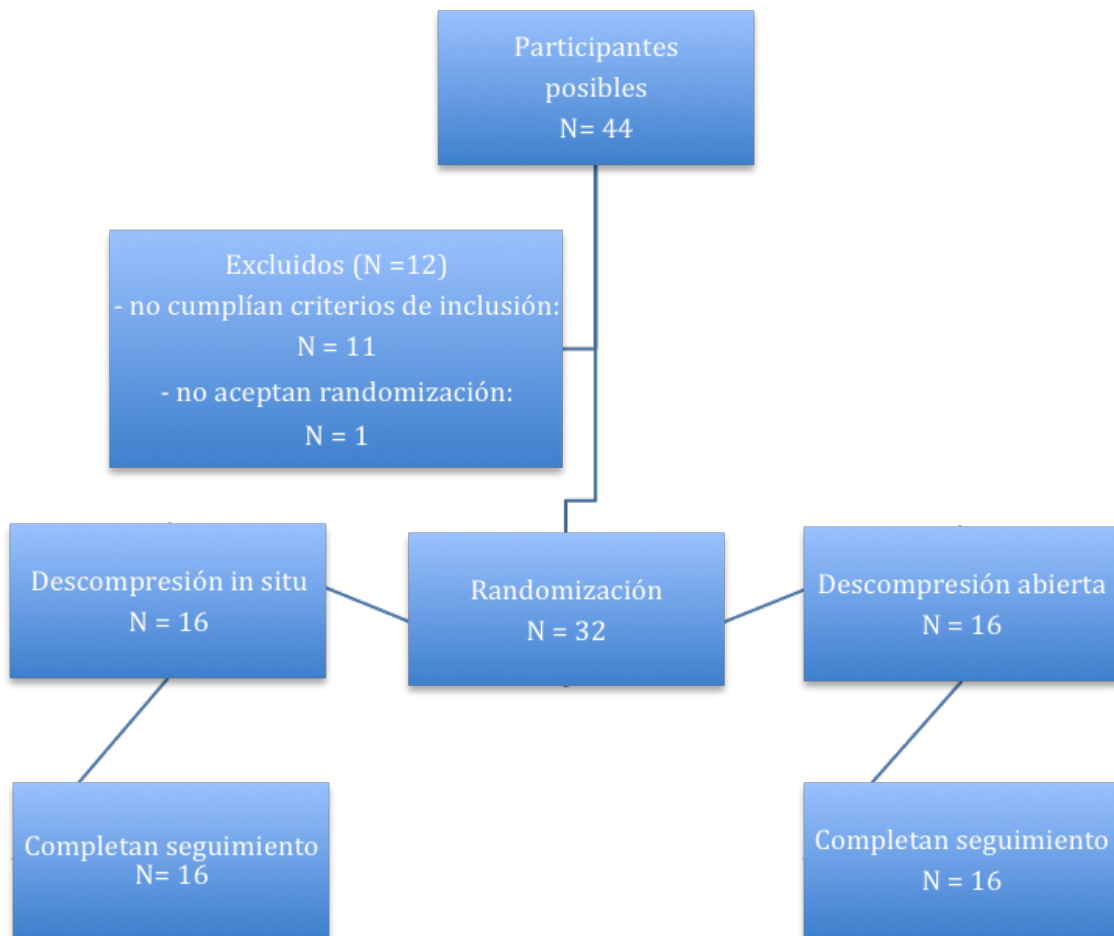 Participantes
posibles
N= 44
Excluidos (N =12)
- no cumplían criterios de inclusión:
N = 11
- no aceptan randomización:
N = 1
Descompresión in situ
N = 16
Randomización
N = 32
Descompresión abierta
N = 16
Completan seguimiento
N= 16
Completan seguimiento
N = 16